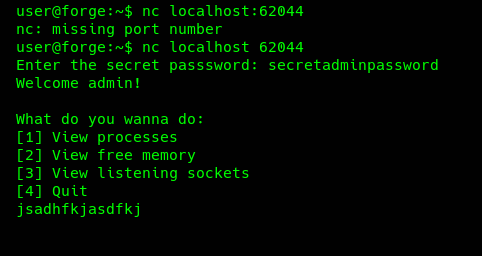 user@forge:~$ nc localhost:62044
nc: missing port number
user@forge:~$ nc localhost 62044
Enter the secret passsword: secretadminpassword
Welcome admin!
What do you wanna do:
[1] View processes
[2] View free memory
[3] View listening sockets
[4] Quit
jsadhfkjasdfkj